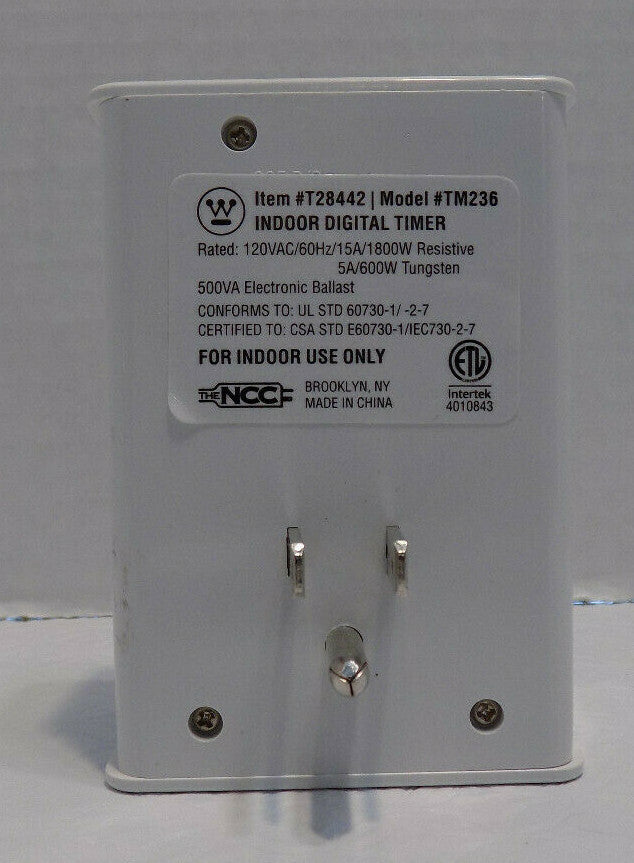 W
Item #T28442 | Model #TM236
INDOOR DIGITAL TIMER
Rated: 120VAC/60Hz/15A/1800W Resistive
5A/600W Tungsten
500VA Electronic Ballast
CONFORMS TO: UL STD 60730-1/ -2-7
CERTIFIED TO: CSA STD E60730-1/IEC730-2-7
FOR INDOOR USE ONLY
THE NCC
BROOKLYN, NY
MADE IN CHINA
ETL
Intertek
4010843